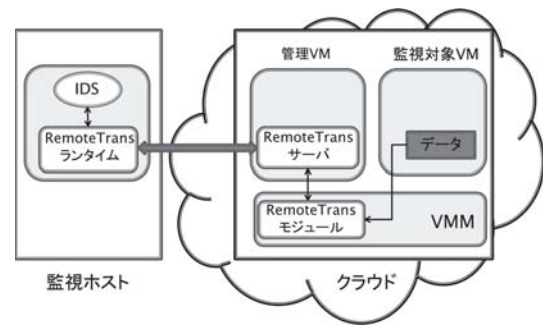 IDS
RemoteTrans
ランタイム
監視ホスト
管理VM
監視対象VM
RemoteTrans
サーバ
データ
RemoteTrans
モジュール
VMM
クラウド